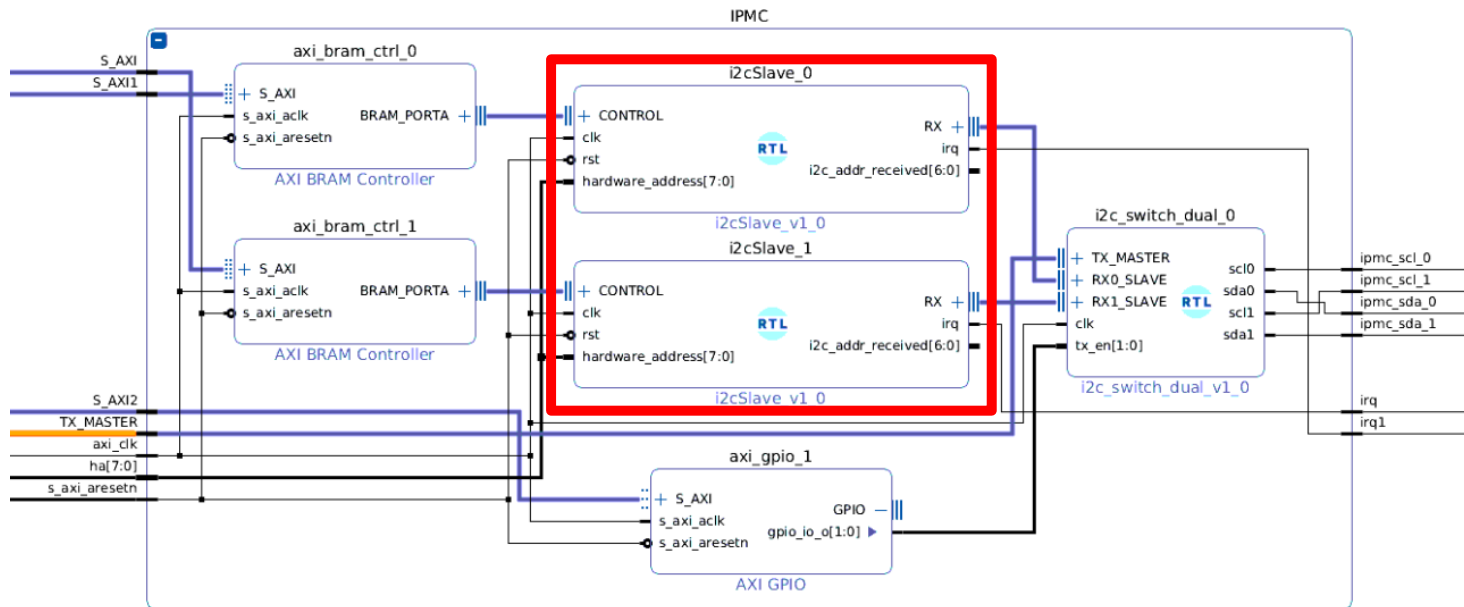 IPMC
S_AXI
S_AXI1
axi_bram_ctrl_0
+ S_AXI
s_axi_aclk
s_axi_aresetn
BRAM_PORTA +
AXI BRAM Controller
axi_bram_ctrl_1
+ S_AXI
s_axi_aclk
s_axi_aresetn
BRAM_PORTA +
AXI BRAM Controller
i2cSlave_0
+ CONTROL
clk
rst
hardware_address[7:0]
RX +
irq
i2c_addr_received[6:0]
RTL
i2cSlave_v1_0
i2cSlave_1
+ CONTROL
clk
rst
hardware_address[7:0]
RX +
irq
i2c_addr_received[6:0]
RTL
i2cSlave_v1_0
i2c_switch_dual_0
+ TX_MASTER
+ RX0_SLAVE
+ RX1_SLAVE
clk
tx_en[1:0]
RTL
scl0
sda0
scl1
sda1
i2c_switch_dual_v1_0
ipmc_scl_0
ipmc_scl_1
ipmc_sda_0
ipmc_sda_1
irq
irq1
S_AXI2
TX_MASTER
axi_clk
ha[7:0]
s_axi_aresetn
axi_gpio_1
+ S_AXI
s_axi_aclk
s_axi_aresetn
GPIO −
gpio_io_o[1:0]
AXI GPIO